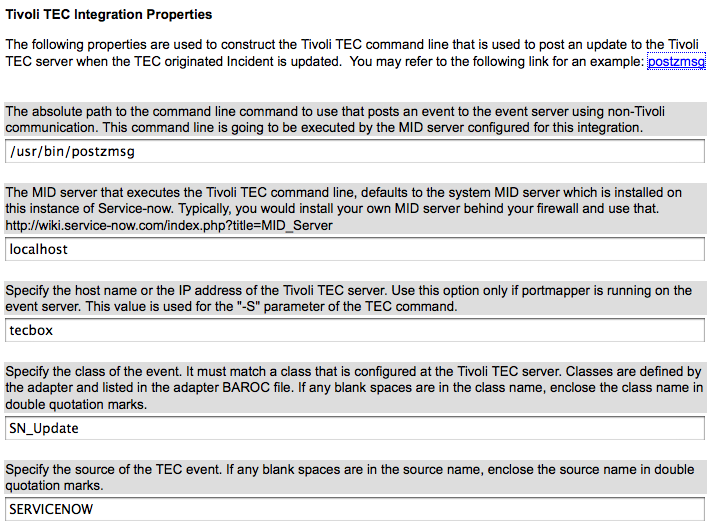 Tivoli TEC Integration Properties
The following properties are used to construct the Tivoli TEC command line that is used to post an update to the Tivoli
TEC server when the TEC originated Incident is updated.  You may refer to the following link for an example: postzmsg
The absolute path to the command line command to use that posts an event to the event server using non-Tivoli
communication. This command line is going to be executed by the MID server configured for this integration.
/usr/bin/postzmsg
The MID server that executes the Tivoli TEC command line, defaults to the system MID server which is installed on
this instance of Service-now. Typically, you would install your own MID server behind your firewall and use that.
http://wiki.service-now.com/index.php?title=MID_Server
localhost
Specify the host name or the IP address of the Tivoli TEC server. Use this option only if portmapper is running on the
event server. This value is used for the "-S" parameter of the TEC command.
tecbox
Specify the class of the event. It must match a class that is configured at the Tivoli TEC server. Classes are defined by
the adapter and listed in the adapter BAROC file. If any blank spaces are in the class name, enclose the class name in
double quotation marks.
SN_Update
Specify the source of the TEC event. If any blank spaces are in the source name, enclose the source name in double
quotation marks.
SERVICENOW